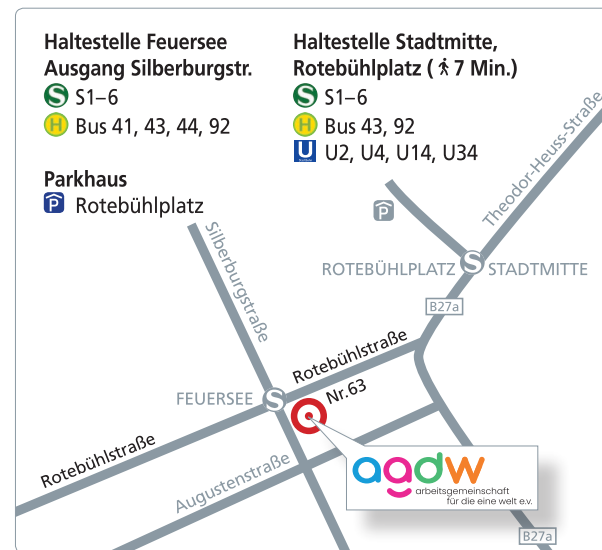 Haltestelle Feuersee
Ausgang Silberburgstr.
S S1–6
H Bus 41, 43, 44, 92
Parkhaus
P Rotebühlplatz
Haltestelle Stadtmitte,
Rotebühlplatz ( 7 Min.)
S S1–6
H Bus 43, 92
U U2, U4, U14, U34
Theodor-Heuss-Straße
P
Silberburgstraße
ROTEBÜHLPLATZ S STADTMITTE
B27a
Rotebühlstraße
FEUERSEE S
Nr.63
Rotebühlstraße
Augustenstraße
agdw
arbeitsgemeinschaft
für die eine welt e.v.
B27a